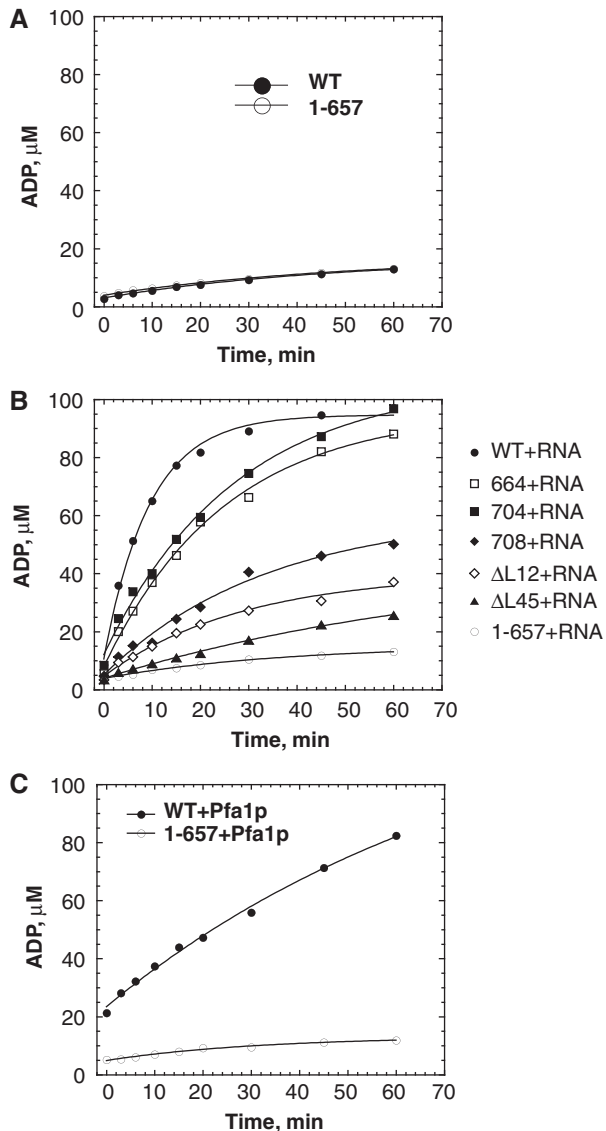 A
100
80
60
40
20
0
ADP, μM
WT
1-657
0 10 20 30 40 50 60 70
Time, min
B
100
80
60
40
20
0
ADP, μM
0 10 20 30 40 50 60 70
Time, min
WT+RNA
664+RNA
704+RNA
708+RNA
ΔL12+RNA
ΔL45+RNA
1-657+RNA
C
100
80
60
40
20
0
ADP, μM
WT+Pfa1p
1-657+Pfa1p
0 10 20 30 40 50 60 70
Time, min